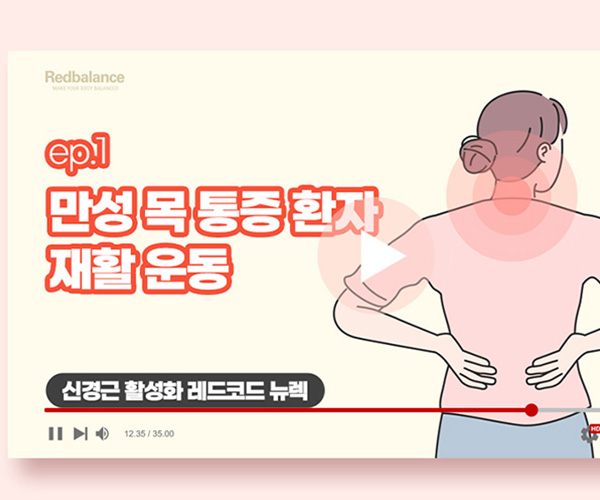 Redbalance
MAKE YOUR BODY BALANCED
ep.1
만성 목 통증 환자
재활 운동
신경근 활성화 레드코드 뉴렉
12.35 / 35.00
HD